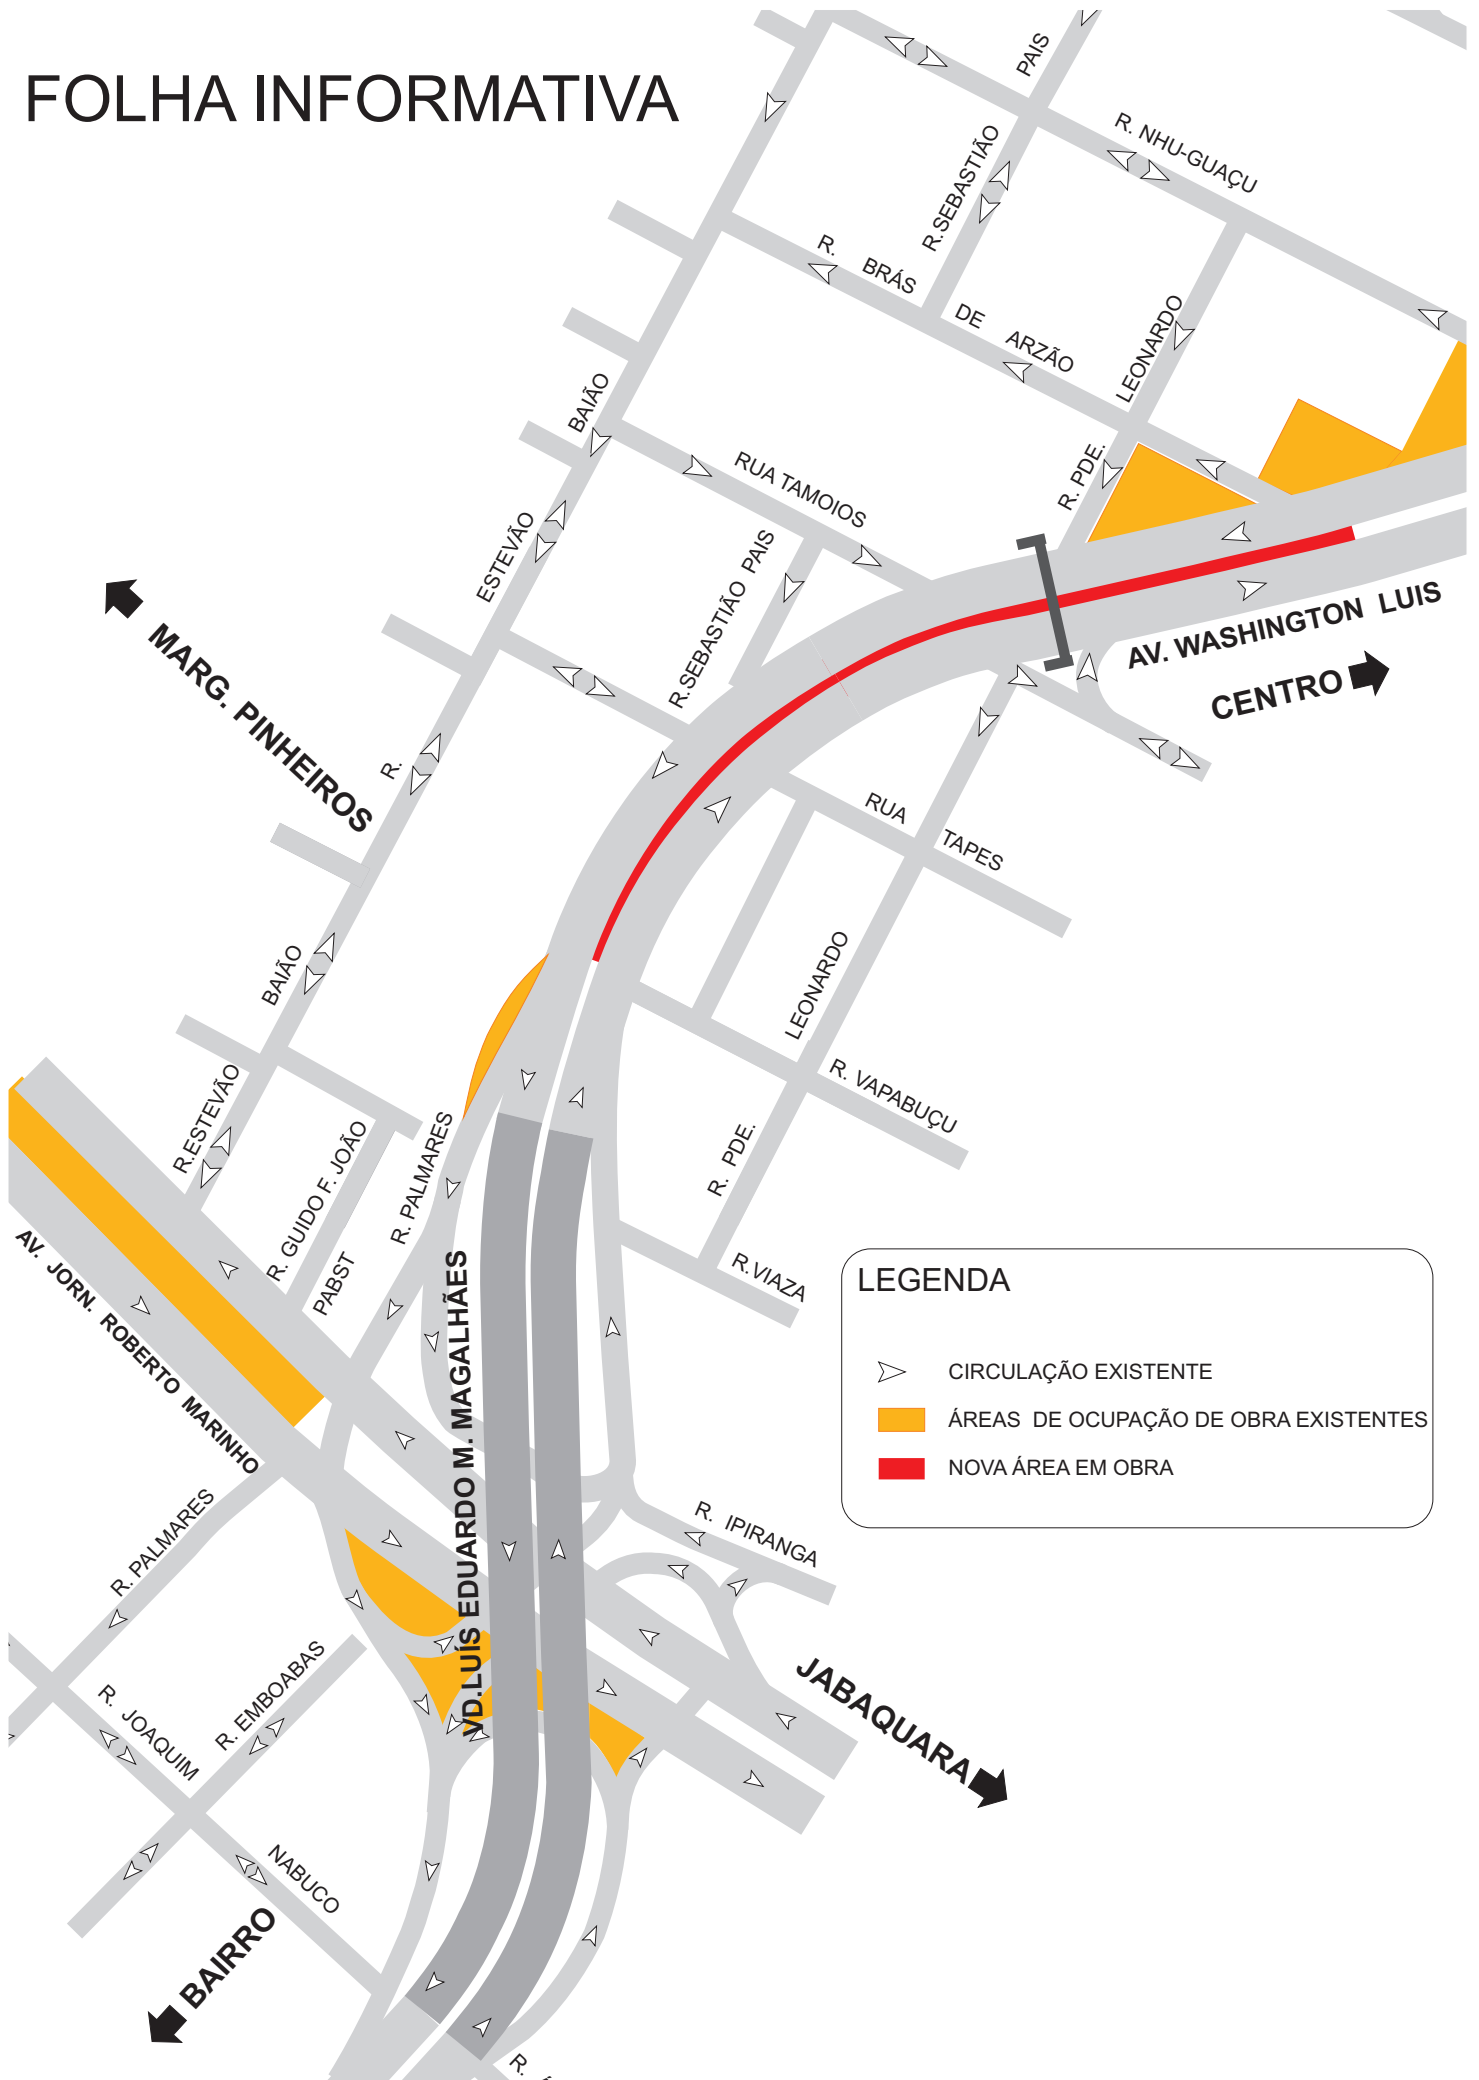 FOLHA INFORMATIVA
PAIS
R. NHU-GUAÇU
R.SEBASTIÃO
R. BRÁS DE ARZÃO
LEONARDO
R. PDE.
BAIÃO
RUA TAMOIOS
ESTEVÃO
R.SEBASTIÃO PAIS
MARG. PINHEIROS
R.
AV. WASHINGTON LUIS
CENTRO
RUA TAPES
BAIÃO
LEONARDO
R. PDE.
R. VAPABUÇU
R.ESTEVÃO
R. GUIDO F. JOÃO
PABST
R. PALMARES
R.VIAZA
AV. JORN. ROBERTO MARINHO
VD.LUÍS EDUARDO M. MAGALHÃES
LEGENDA
CIRCULAÇÃO EXISTENTE
ÁREAS DE OCUPAÇÃO DE OBRA EXISTENTES
NOVA ÁREA EM OBRA
R. PALMARES
R. IPIRANGA
R. EMBOABAS
R. JOAQUIM NABUCO
JABAQUARA
BAIRRO
R.